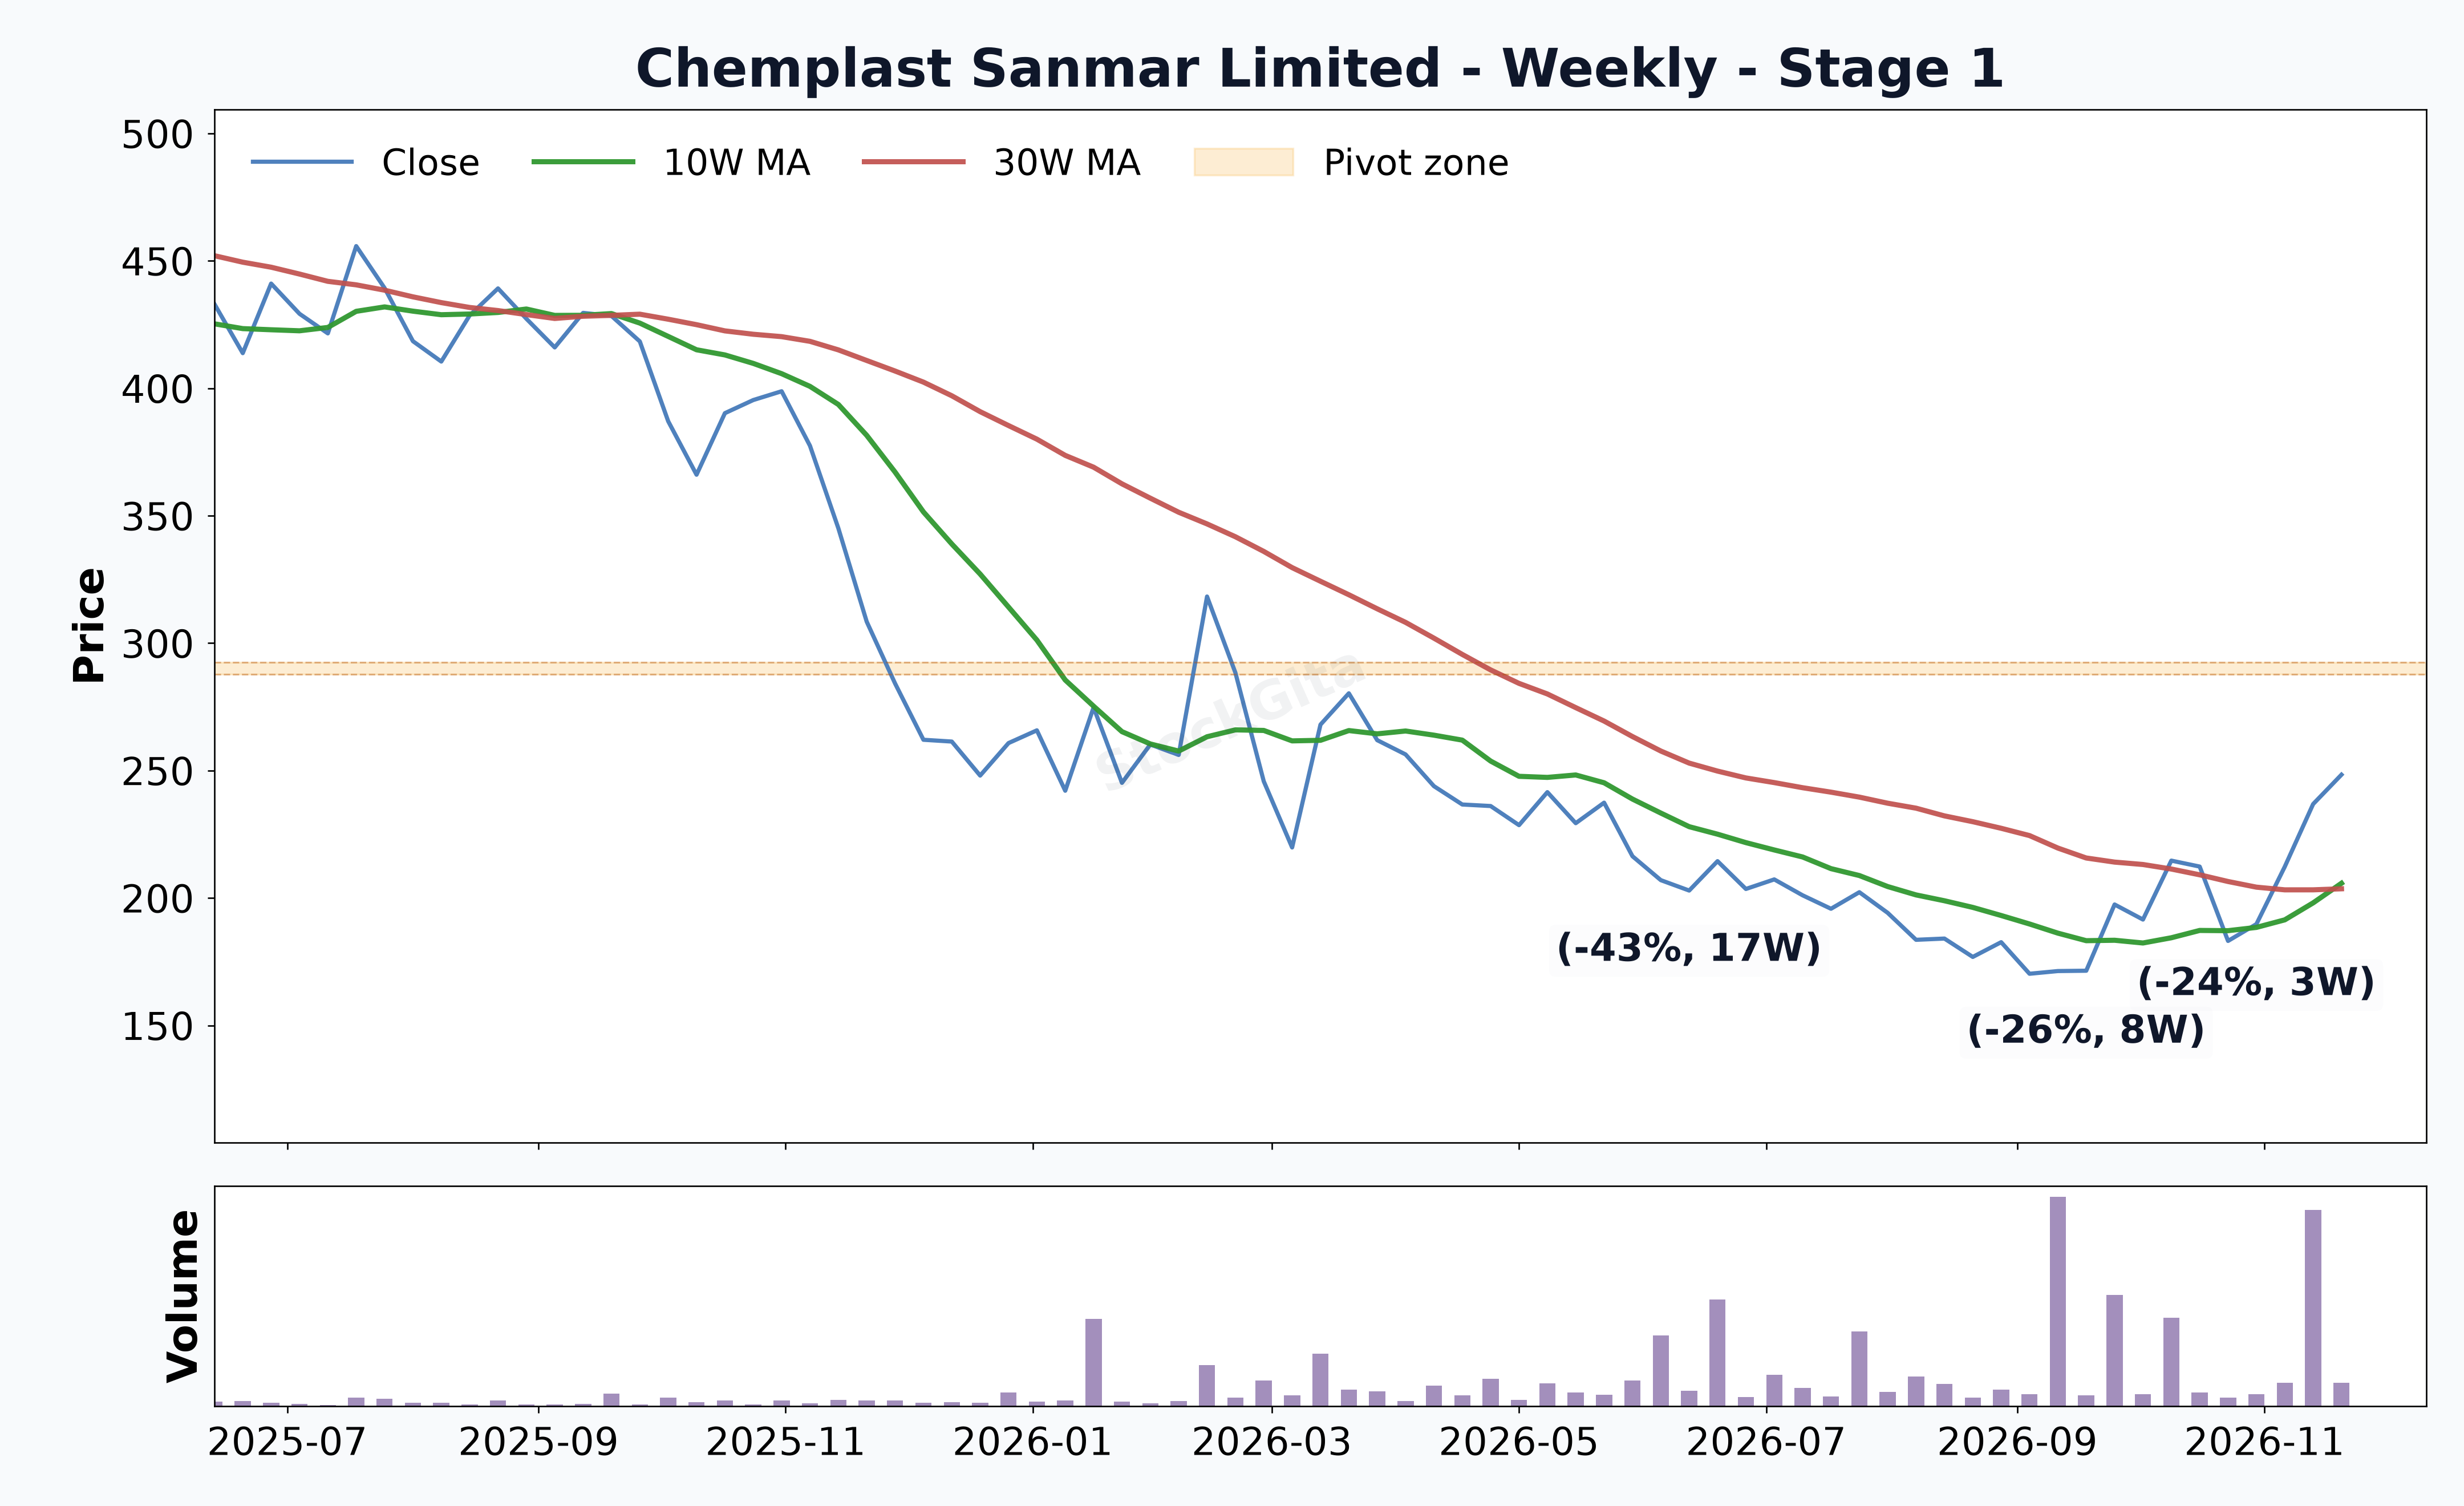 Chemplast Sanmar Limited - Weekly - Stage 1
Close
10W MA
30W MA
Pivot zone
Price
500
450
400
350
300
250
200
150
StockGita
(-43%, 17W)
(-24%, 3W)
(-26%, 8W)
Volume
2025-07
2025-09
2025-11
2026-01
2026-03
2026-05
2026-07
2026-09
2026-11